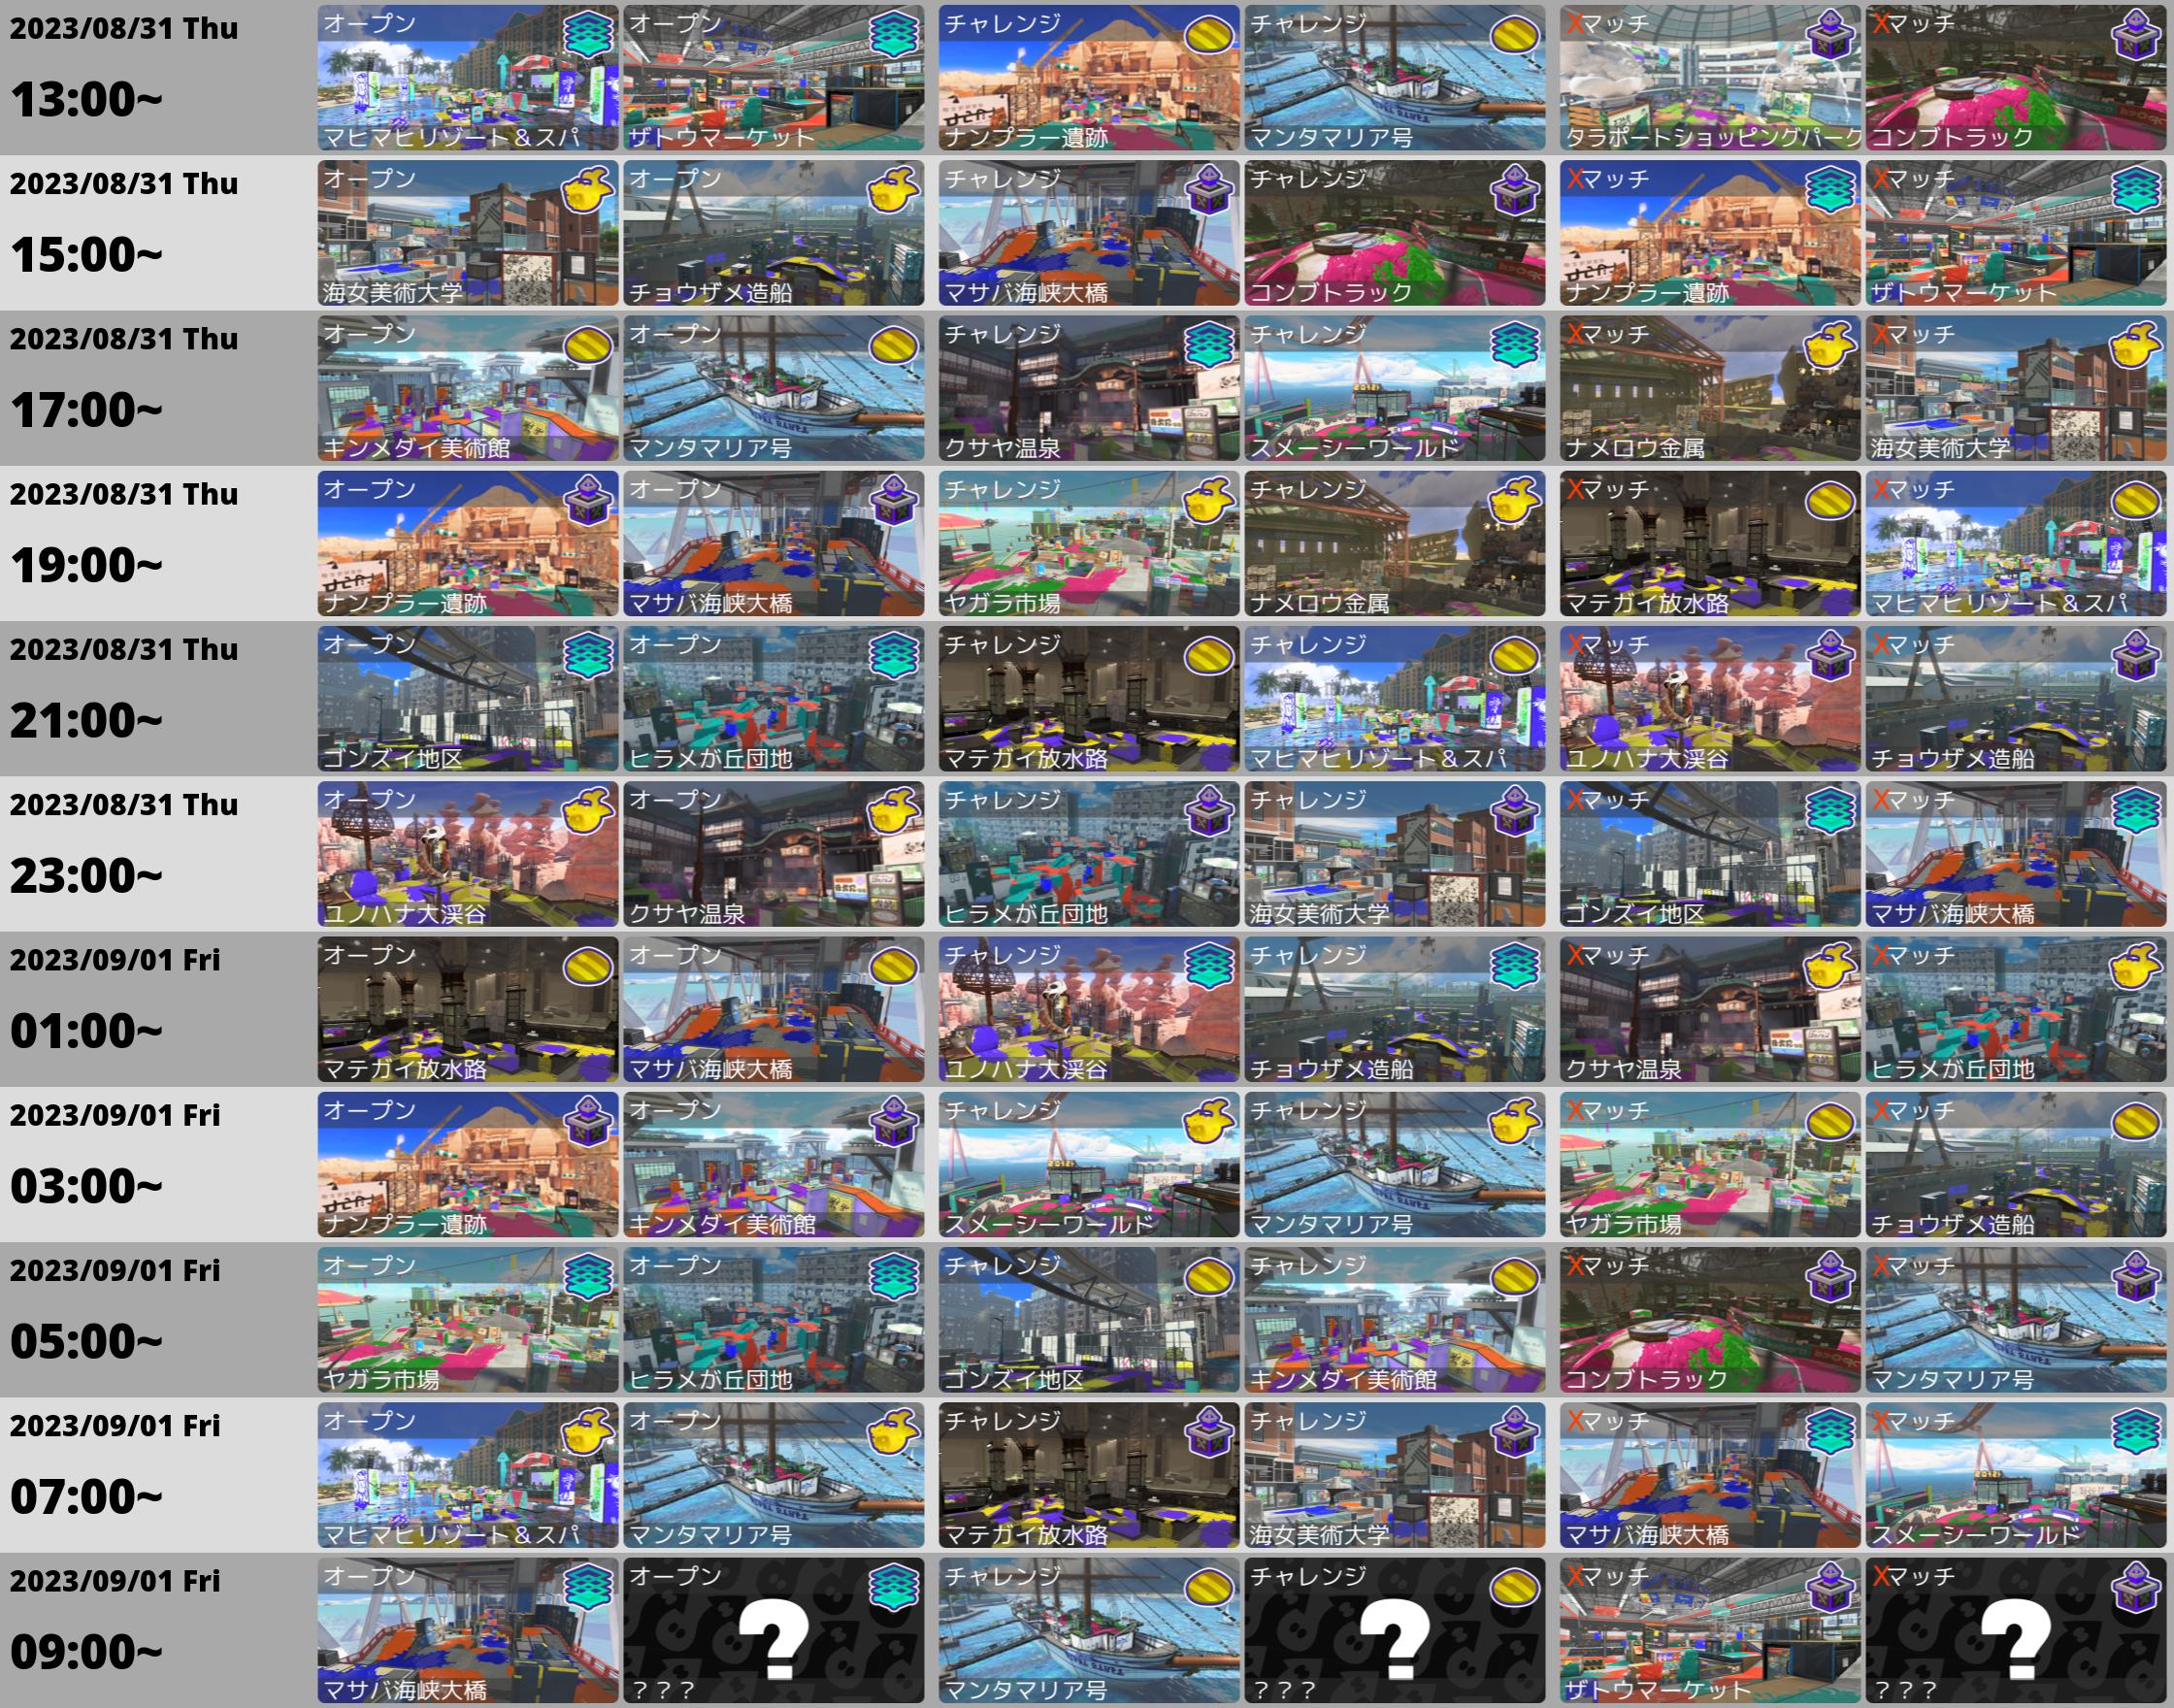 2023/08/31 Thu
13:00~
オープン
マヒマヒリゾート＆スパ
オープン
ザトウマーケット
チャレンジ
ナンプラー遺跡
チャレンジ
マンタマリア号
Xマッチ
タラポートショッピングパーク
Xマッチ
コンブトラック
2023/08/31 Thu
15:00~
オープン
海女美術大学
オープン
チョウザメ造船
チャレンジ
マサバ海峡大橋
チャレンジ
コンブトラック
Xマッチ
ナンプラー遺跡
Xマッチ
ザトウマーケット
2023/08/31 Thu
17:00~
オープン
キンメダイ美術館
オープン
マンタマリア号
チャレンジ
クサヤ温泉
チャレンジ
スメーシーワールド
Xマッチ
ナメロウ金属
Xマッチ
海女美術大学
2023/08/31 Thu
19:00~
オープン
ナンプラー遺跡
オープン
マサバ海峡大橋
チャレンジ
ヤガラ市場
チャレンジ
ナメロウ金属
Xマッチ
マテガイ放水路
Xマッチ
マヒマヒリゾート＆スパ
2023/08/31 Thu
21:00~
オープン
ゴンズイ地区
オープン
ヒラメが丘団地
チャレンジ
マテガイ放水路
チャレンジ
マヒマヒリゾート＆スパ
Xマッチ
ユノハナ大渓谷
Xマッチ
チョウザメ造船
2023/08/31 Thu
23:00~
オープン
ユノハナ大渓谷
オープン
クサヤ温泉
チャレンジ
ヒラメが丘団地
チャレンジ
海女美術大学
Xマッチ
ゴンズイ地区
Xマッチ
マサバ海峡大橋
2023/09/01 Fri
01:00~
オープン
マテガイ放水路
オープン
マサバ海峡大橋
チャレンジ
ユノハナ大渓谷
チャレンジ
チョウザメ造船
Xマッチ
クサヤ温泉
Xマッチ
ヒラメが丘団地
2023/09/01 Fri
03:00~
オープン
ナンプラー遺跡
オープン
キンメダイ美術館
チャレンジ
スメーシーワールド
チャレンジ
マンタマリア号
Xマッチ
ヤガラ市場
Xマッチ
チョウザメ造船
2023/09/01 Fri
05:00~
オープン
ヤガラ市場
オープン
ヒラメが丘団地
チャレンジ
ゴンズイ地区
チャレンジ
キンメダイ美術館
Xマッチ
コンブトラック
Xマッチ
マンタマリア号
2023/09/01 Fri
07:00~
オープン
マヒマヒリゾート＆スパ
オープン
マンタマリア号
チャレンジ
マテガイ放水路
チャレンジ
海女美術大学
Xマッチ
マサバ海峡大橋
Xマッチ
スメーシーワールド
2023/09/01 Fri
09:00~
オープン
マサバ海峡大橋
オープン
?
？？？
チャレンジ
マンタマリア号
チャレンジ
?
？？？
Xマッチ
ザトウマーケット
Xマッチ
?
？？？